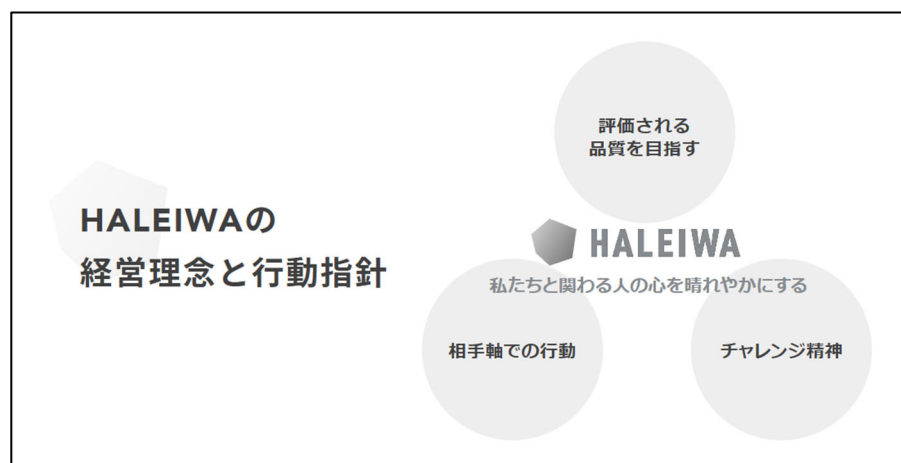 HALEIWAの
経営理念と行動指針
評価される
品質を目指す
HALEIWA
私たちと関わる人の心を晴れやかにする
相手軸での行動
チャレンジ精神